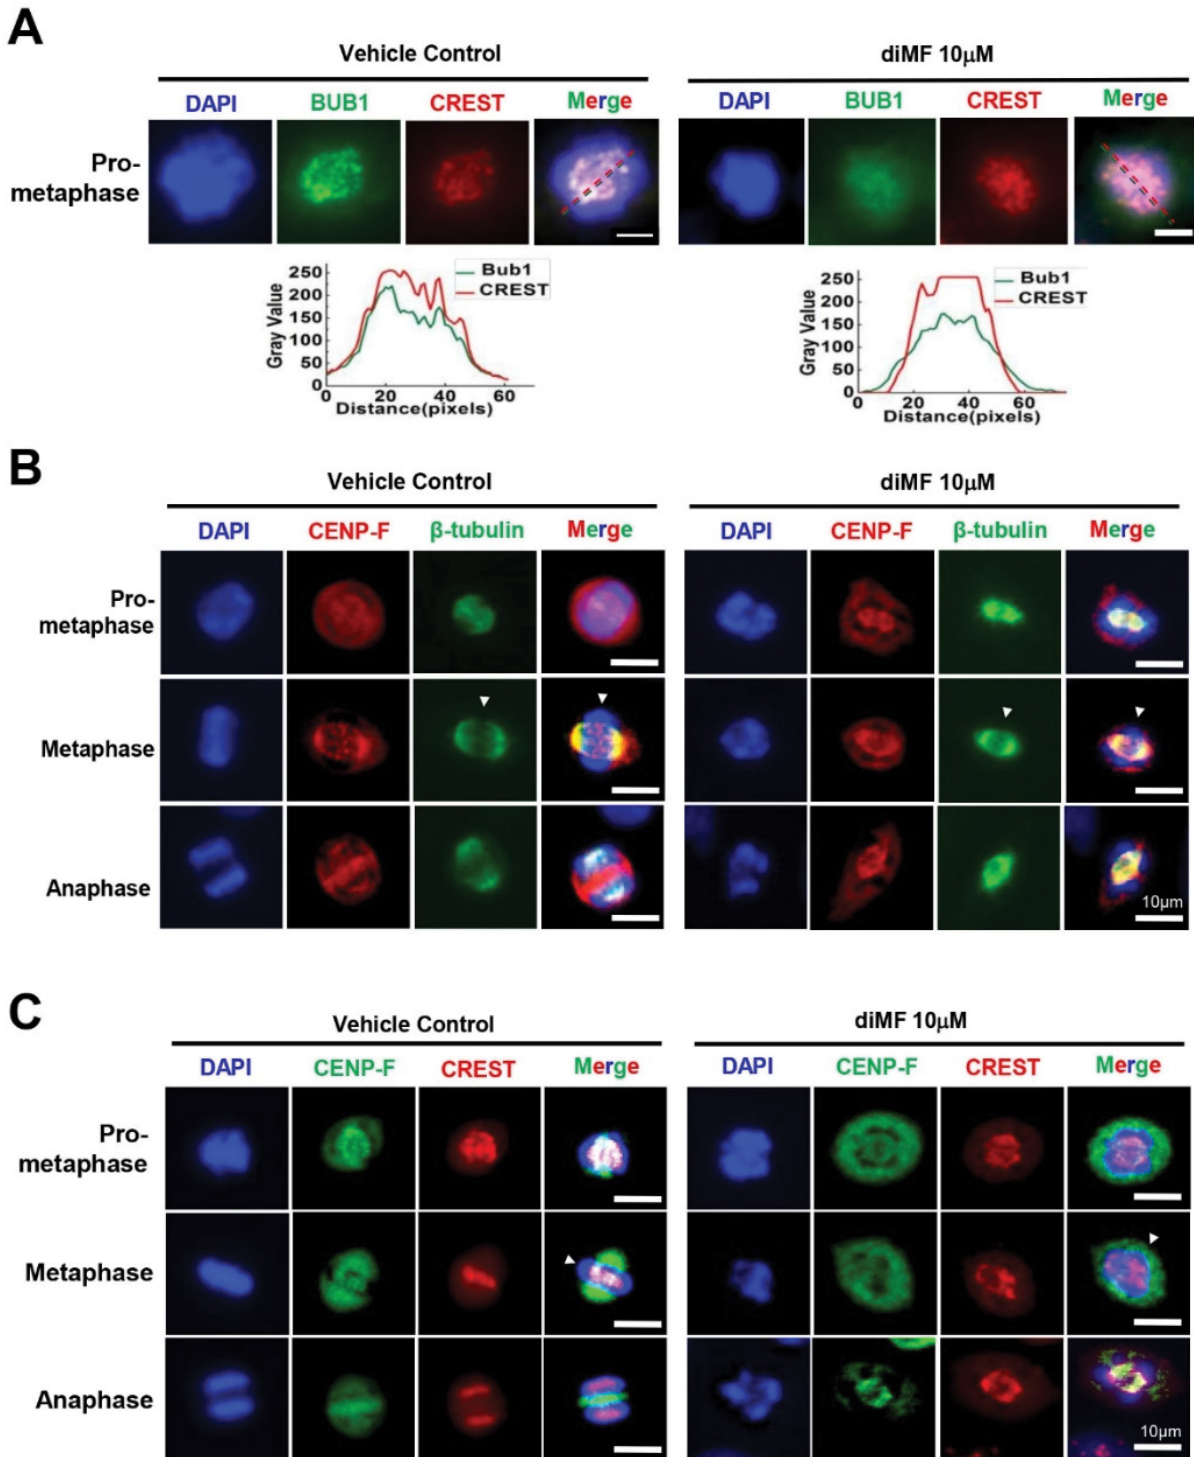 A
Vehicle Control
diMF 10μM
DAPI BUB1 CREST Merge
DAPI BUB1 CREST Merge
Pro-
metaphase
250
200
150
100
50
0
Gray Value
Bub1
CREST
0 20 40 60
Distance(pixels)
250
200
150
100
50
0
Gray Value
Bub1
CREST
0 20 40 60
Distance(pixels)
B
Vehicle Control
diMF 10μM
DAPI CENP-F β-tubulin Merge
DAPI CENP-F β-tubulin Merge
Pro-
metaphase
Metaphase
Anaphase
10μm
C
Vehicle Control
diMF 10μM
DAPI CENP-F CREST Merge
DAPI CENP-F CREST Merge
Pro-
metaphase
Metaphase
Anaphase
10μm